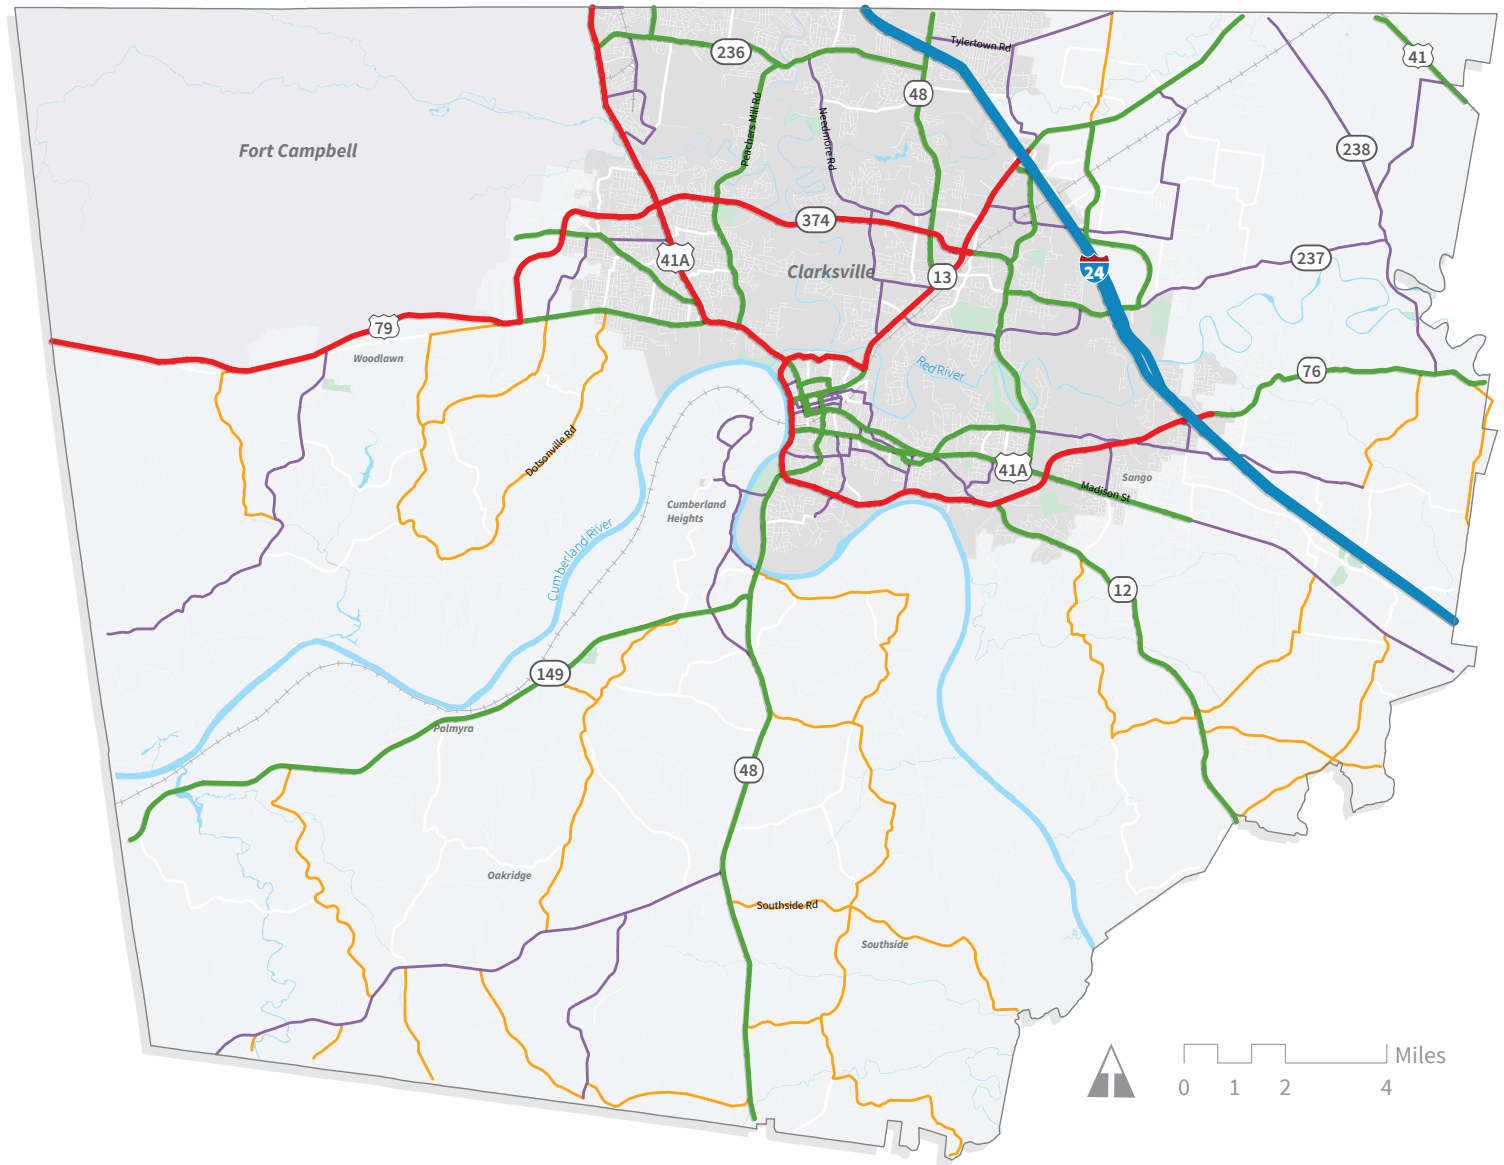 Tylertown Rd
236
41
48
Peachers Mill Rd
Needmore Rd
Fort Campbell
238
374
41A
Clarksville
13
24
237
79
Woodlawn
Red River
76
Dotsonville Rd
41A
Sango
Madison St
Cumberland
Heights
Cumberland River
12
149
Palmyra
48
Oakridge
Southside Rd
Southside
Miles
0 1 2 4